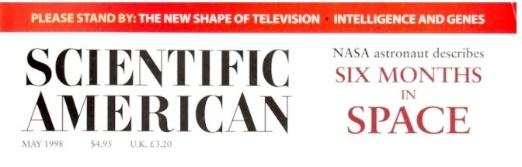 PLEASE STAND BY: THE NEW SHAPE OF TELEVISION • INTELLIGENCE AND GENES
SCIENTIFIC
AMERICAN
MAY 1998 $4.95 U.K. £3.20
NASA astronaut describes
SIX MONTHS
IN
SPACE